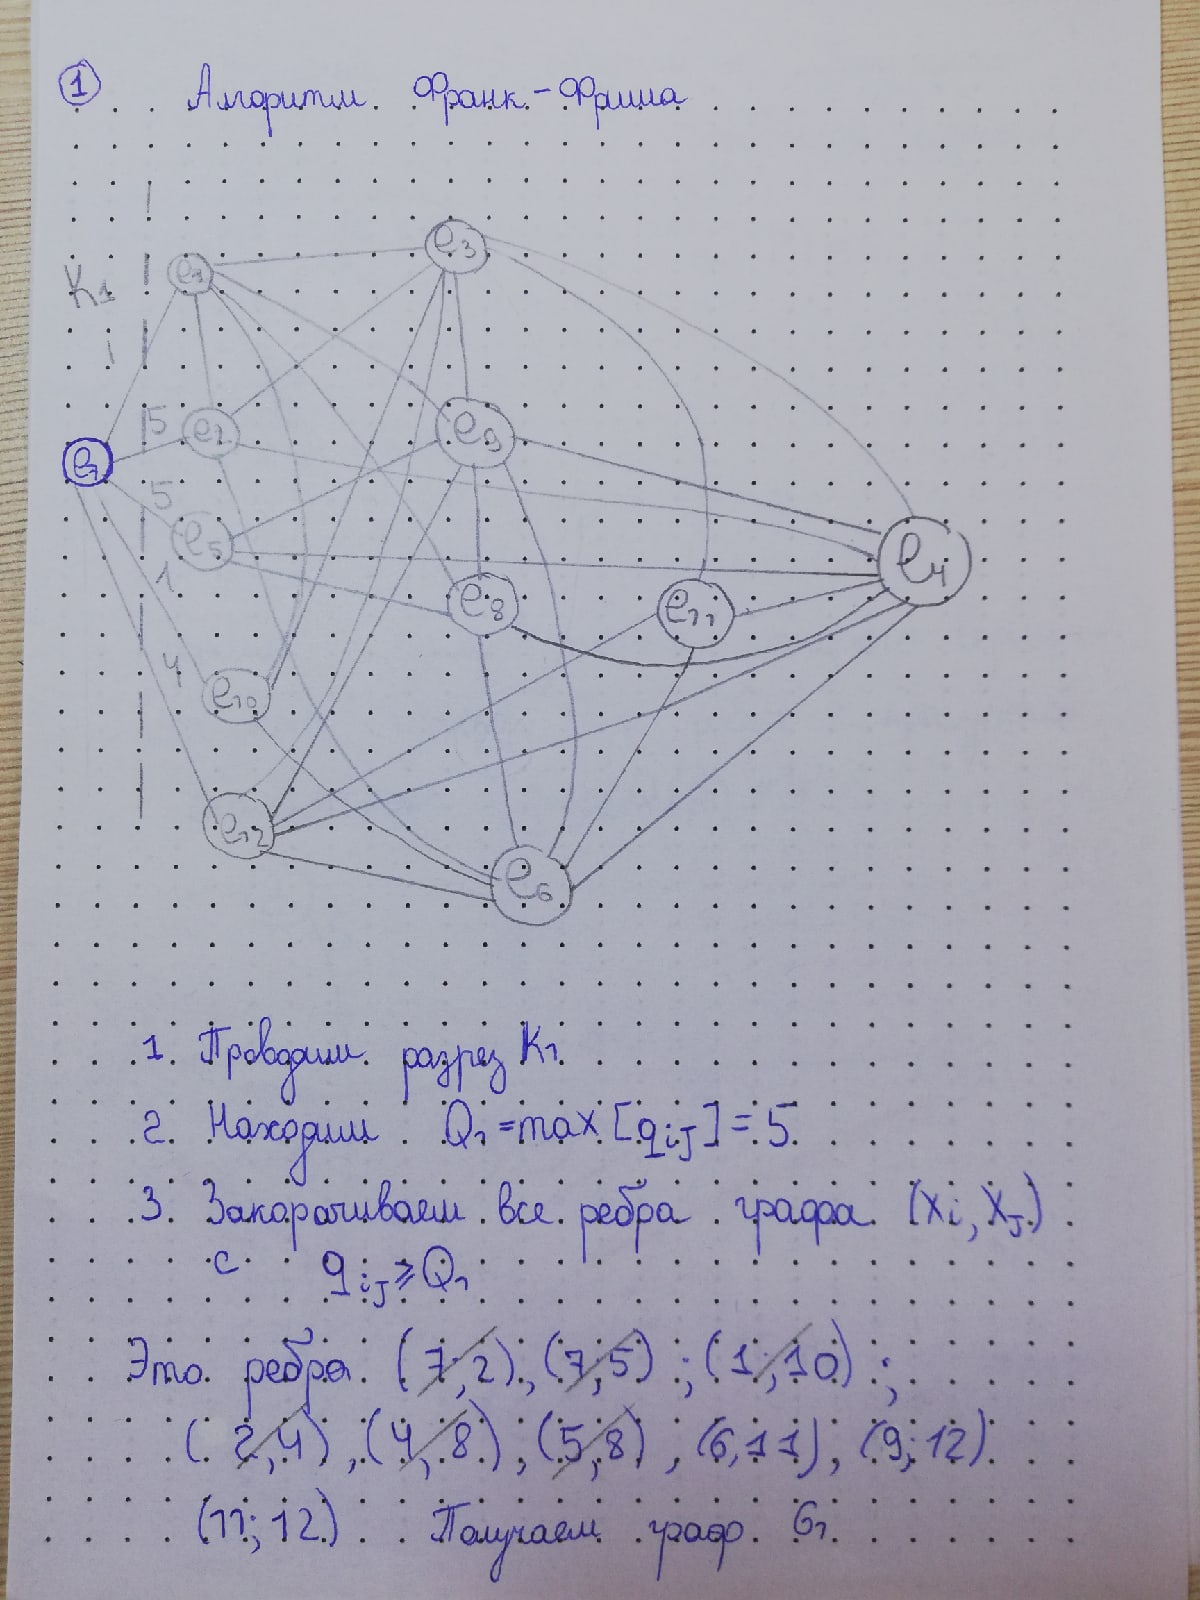 1 Алгоритм Франк-Фриша
K1
e1
e3
1
5
e2
e9
e7
5
e5
e4
1
e8
e11
4
e10
e12
e6
1. Проводим разрез K1
2. Находим Q1 = max [qij] = 5
3. Закорачиваем все ребра графа (xi, xj)
с qij ≥ Q1
Это ребра (7;2), (7;5); (1;10);
(2,4), (4,8), (5,8), (6,11), (9;12)
(11;12) Получаем граф G1